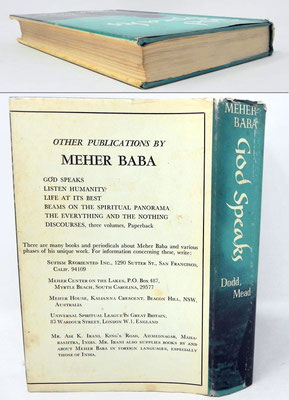 OTHER PUBLICATIONS BY
MEHER BABA
GOD SPEAKS
LISTEN HUMANITY!
LIFE AT ITS BEST
BEAMS ON THE SPIRITUAL PANORAMA
THE EVERYTHING AND THE NOTHING
DISCOURSES, three volumes, Paperback
There are many books and periodicals about Meher Baba and various
phases of his unique work. For information concerning these, write:
SUFISM REORIENTED INC., 1290 SUTTER ST., SAN FRANCISCO,
CALIF. 94109
MEHER CENTER ON THE LAKES, P.O. BOX 487,
MYRTLE BEACH, SOUTH CAROLINA, 29577
MEHER HOUSE, KALIANNA CRESCENT, BEACON HILL, NSW,
AUSTRALIA
UNIVERSAL SPIRITUAL LEAGUE IN GREAT BRITAIN,
83 WARDOUR STREET, LONDON W.1, ENGLAND
MR. ADI K. IRANI, KING'S ROAD, AHMEDNAGAR, MAHA-
RASHTRA, INDIA. MR. IRANI ALSO SUPPLIES BOOKS BY AND
ABOUT MEHER BABA IN FOREIGN LANGUAGES, ESPECIALLY
THOSE OF INDIA.
MEHER
BABA
God Speaks
Dodd,
Mead